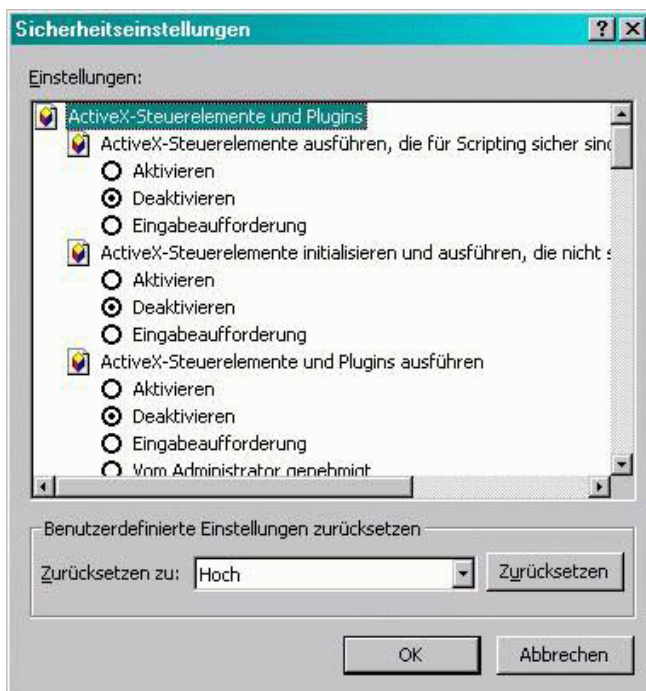 Sicherheitseinstellungen
Einstellungen:
ActiveX-Steuerelemente und Plugins
ActiveX-Steuerelemente ausführen, die für Scripting sicher sind
Aktivieren
Deaktivieren
Eingabeaufforderung
ActiveX-Steuerelemente initialisieren und ausführen, die nicht s
Aktivieren
Deaktivieren
Eingabeaufforderung
ActiveX-Steuerelemente und Plugins ausführen
Aktivieren
Deaktivieren
Eingabeaufforderung
Vom Administrator genehmigt
Benutzerdefinierte Einstellungen zurücksetzen
Zurücksetzen zu: Hoch Zurücksetzen
OK Abbrechen